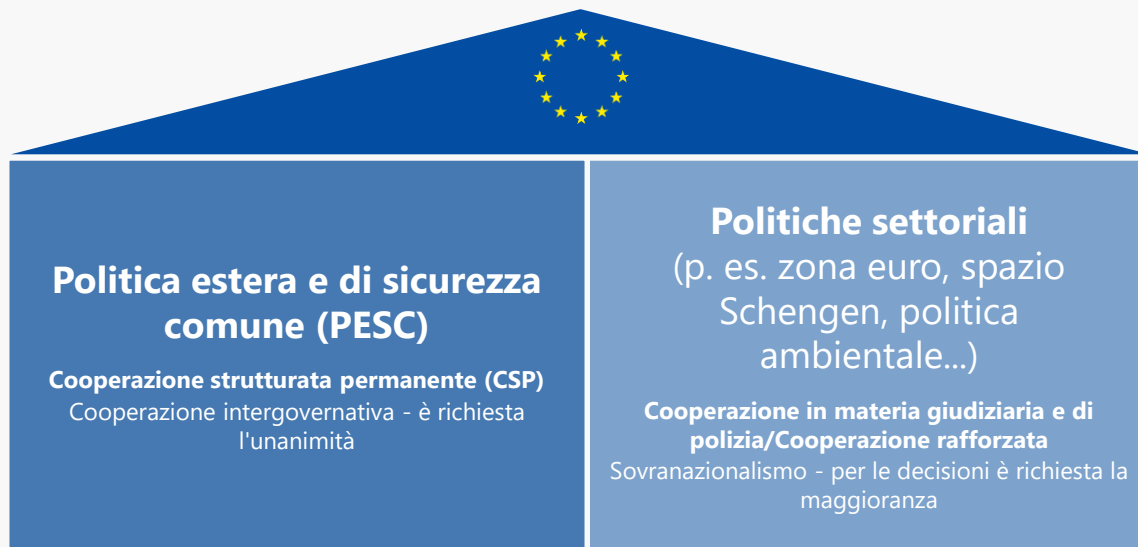 Politica estera e di sicurezza
comune (PESC)
Cooperazione strutturata permanente (CSP)
Cooperazione intergovernativa - è richiesta
l'unanimità
Politiche settoriali
(p. es. zona euro, spazio
Schengen, politica
ambientale...)
Cooperazione in materia giudiziaria e di
polizia/Cooperazione rafforzata
Sovranazionalismo - per le decisioni è richiesta la
maggioranza